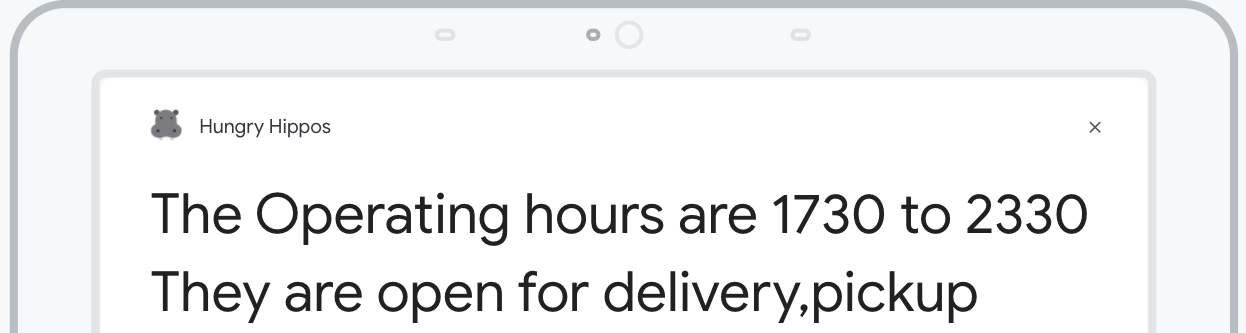 Hungry Hippos
The Operating hours are 1730 to 2330
They are open for delivery,pickup